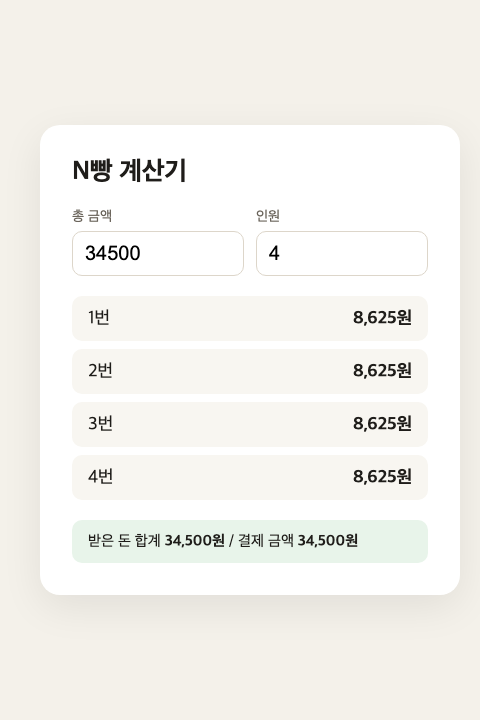 N빵 계산기
총 금액 인원
34500 4
1번 8,625원
2번 8,625원
3번 8,625원
4번 8,625원
받은 돈 합계 34,500원 / 결제 금액 34,500원